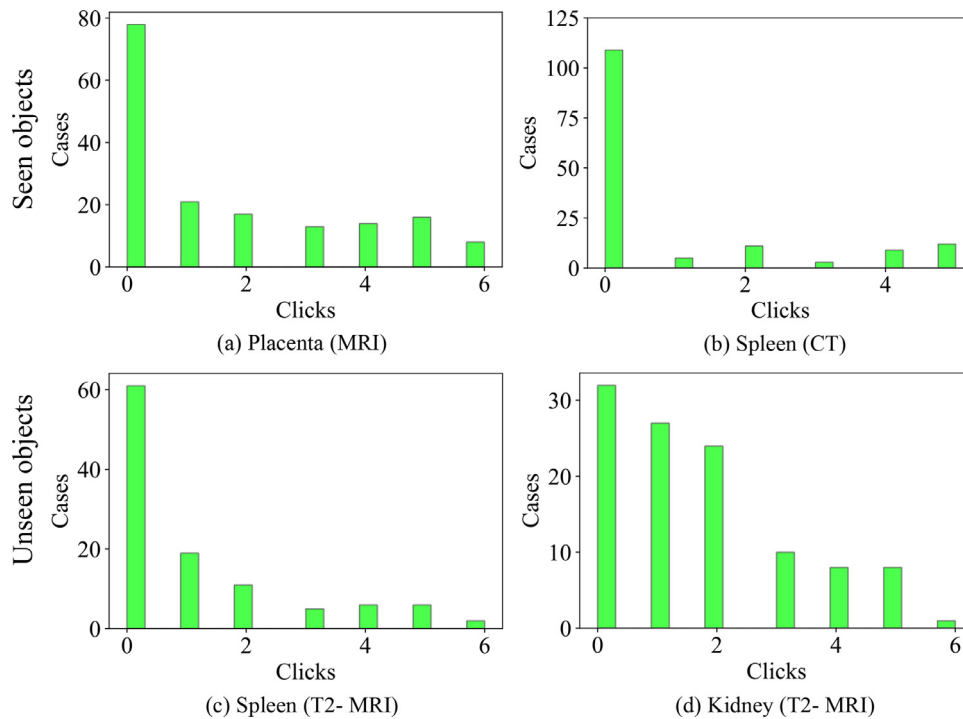 Seen objects
80
60
40
20
0
Cases
0 2 4 6
Clicks
(a) Placenta (MRI)
125
100
75
50
25
0
Cases
0 2 4
Clicks
(b) Spleen (CT)
Unseen objects
60
40
20
0
Cases
0 2 4 6
Clicks
(c) Spleen (T2- MRI)
30
20
10
0
Cases
0 2 4 6
Clicks
(d) Kidney (T2- MRI)